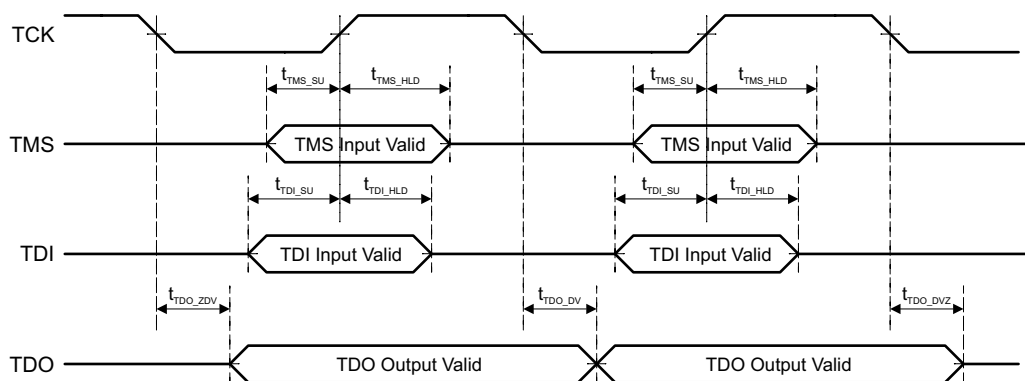 TCK
tTMS_SU tTMS_HLD tTMS_SU tTMS_HLD
TMS TMS Input Valid TMS Input Valid
tTDI_SU tTDI_HLD tTDI_SU tTDI_HLD
TDI TDI Input Valid TDI Input Valid
tTDO_ZDV tTDO_DV tTDO_DVZ
TDO TDO Output Valid TDO Output Valid